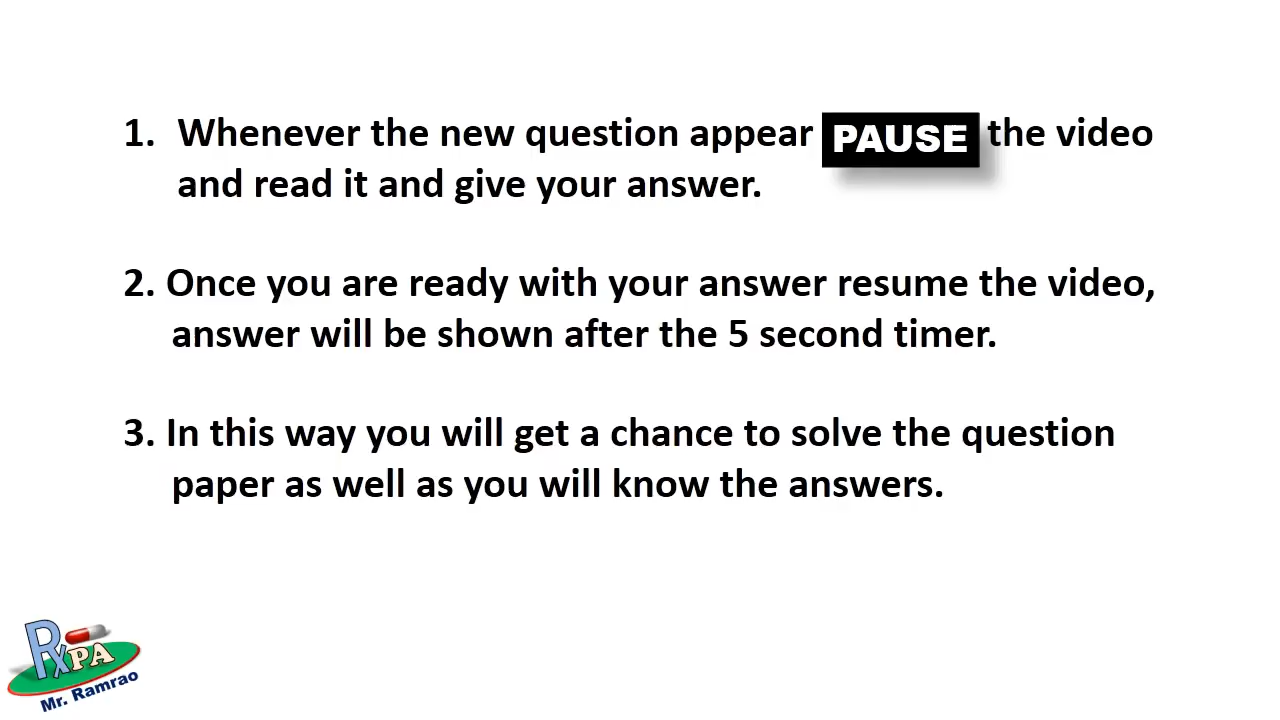 1. Whenever the new question appear PAUSE the video
and read it and give your answer.
2. Once you are ready with your answer resume the video,
answer will be shown after the 5 second timer.
3. In this way you will get a chance to solve the question
paper as well as you will know the answers.
RxPA
Mr. Ramrao